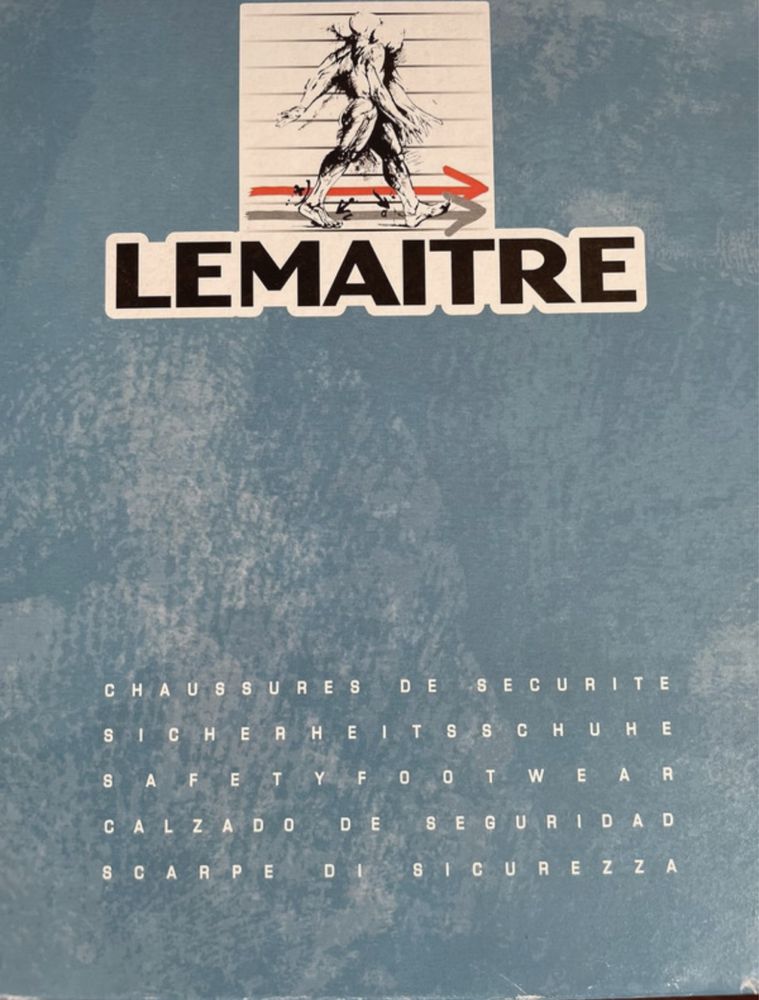 LEMAITRE
CHAUSSURES DE SECURITE
SICHERHEITSSCHUHE
SAFETYFOOTWEAR
CALZADO DE SEGURIDAD
SCARPE DI SICUREZZA